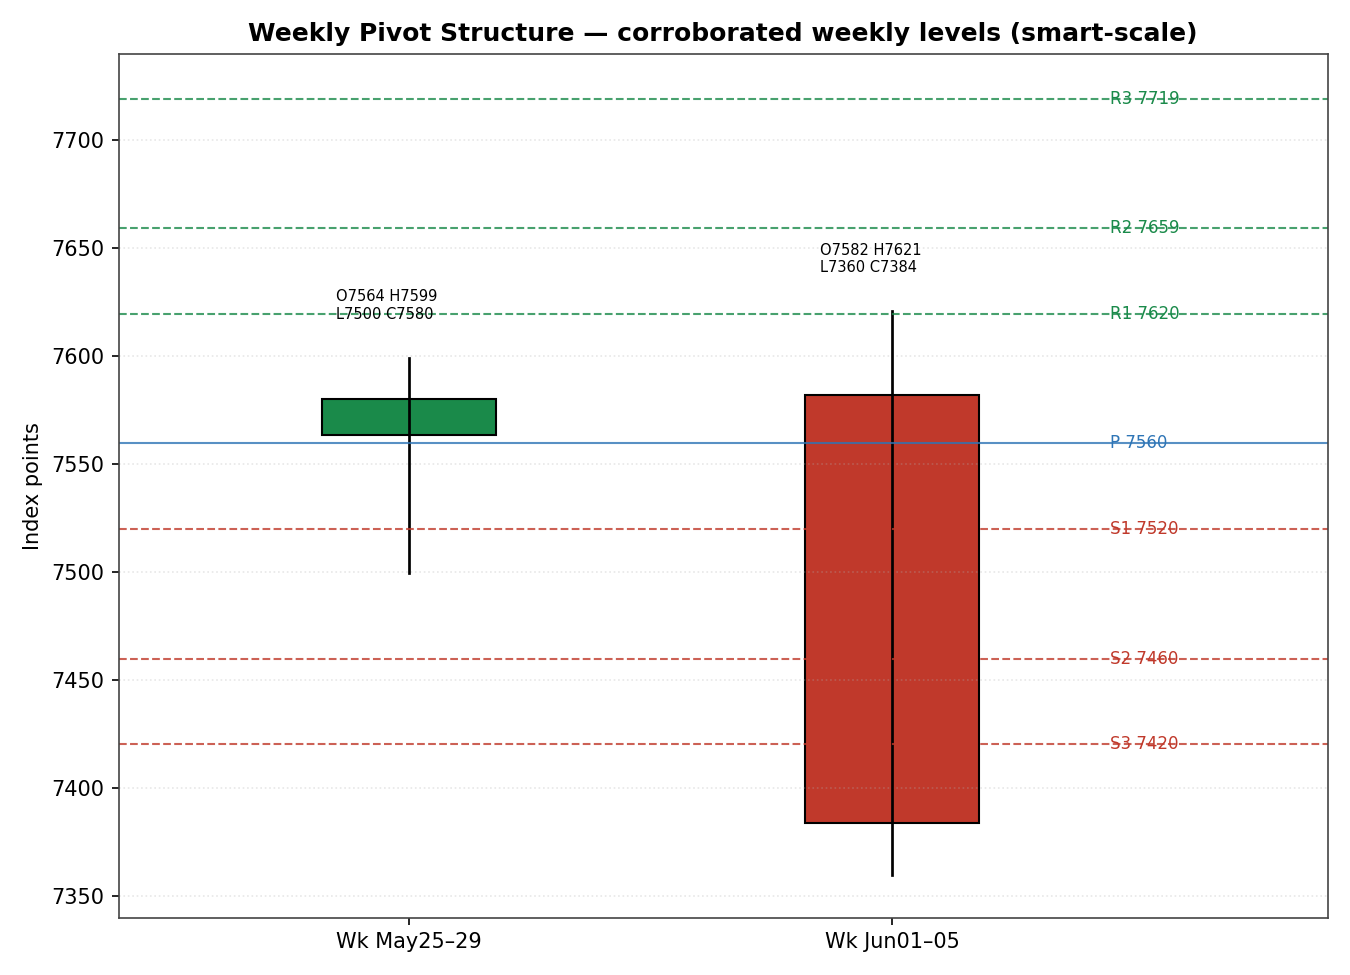 Weekly Pivot Structure — corroborated weekly levels (smart-scale)
R3 7719
7700
R2 7659
7650
O7582 H7621
L7360 C7384
O7564 H7599
L7500 C7580
R1 7620
7600
Index points
P 7560
7550
S1 7520
7500
S2 7460
7450
S3 7420
7400
7350
Wk May25–29
Wk Jun01–05